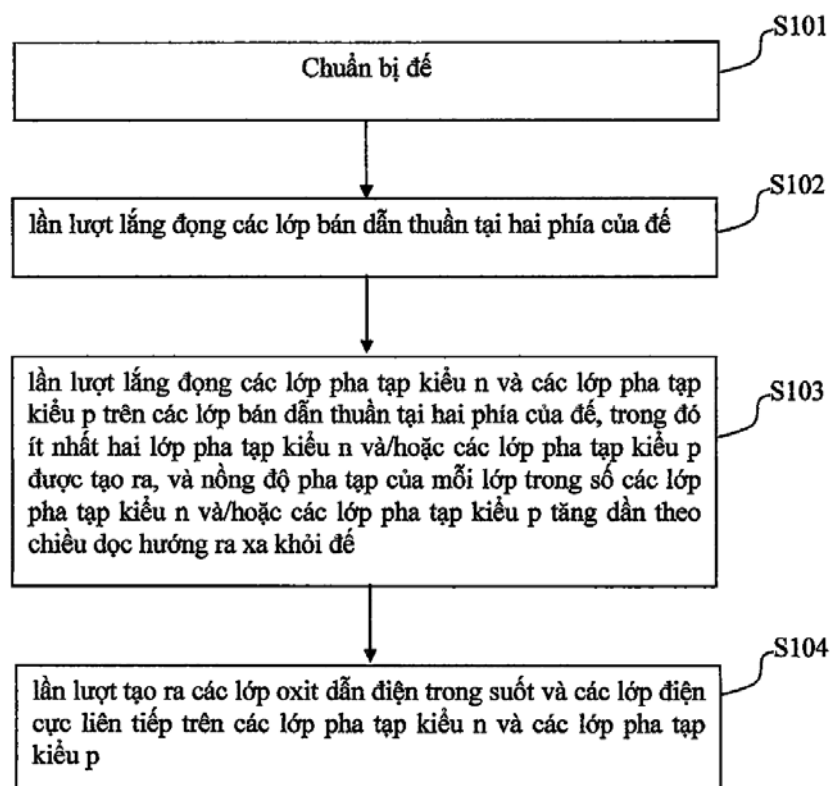 S101
Chuẩn bị đế
S102
lần lượt lắng đọng các lớp bán dẫn thuần tại hai phía của đế
S103
lần lượt lắng đọng các lớp pha tạp kiểu n và các lớp pha tạp
kiểu p trên các lớp bán dẫn thuần tại hai phía của đế, trong đó
ít nhất hai lớp pha tạp kiểu n và/hoặc các lớp pha tạp kiểu p
được tạo ra, và nồng độ pha tạp của mỗi lớp trong số các lớp
pha tạp kiểu n và/hoặc các lớp pha tạp kiểu p tăng dần theo
chiều dọc hướng ra xa khỏi đế
S104
lần lượt tạo ra các lớp oxit dẫn điện trong suốt và các lớp điện
cực liên tiếp trên các lớp pha tạp kiểu n và các lớp pha tạp
kiểu p